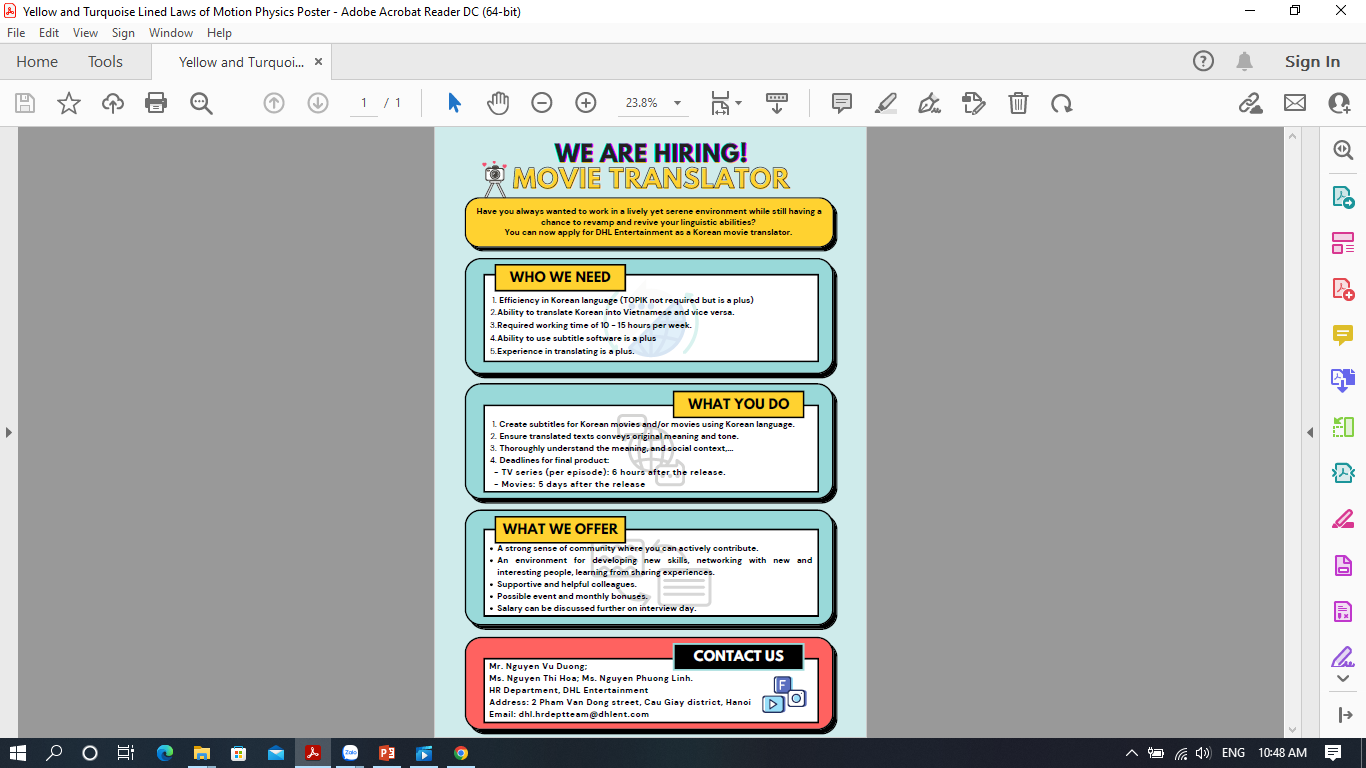 Yellow and Turquoise Lined Laws of Motion Physics Poster - Adobe Acrobat Reader DC (64-bit)
File Edit View Sign Window Help
Home Tools Yellow and Turquoi... × Sign In
1 / 1 23.8%
WE ARE HIRING!
MOVIE TRANSLATOR
Have you always wanted to work in a lively yet serene environment while still having a
chance to revamp and revive your linguistic abilities?
You can now apply for DHL Entertainment as a Korean movie translator.
WHO WE NEED
1. Efficiency in Korean language (TOPIK not required but is a plus)
2.Ability to translate Korean into Vietnamese and vice versa.
3.Required working time of 10 - 15 hours per week.
4.Ability to use subtitle software is a plus
5.Experience in translating is a plus.
WHAT YOU DO
1. Create subtitles for Korean movies and/or movies using Korean language.
2. Ensure translated texts conveys original meaning and tone.
3. Thoroughly understand the meaning, and social context,...
4. Deadlines for final product:
- TV series (per episode): 6 hours after the release.
- Movies: 5 days after the release
WHAT WE OFFER
• A strong sense of community where you can actively contribute.
• An environment for developing new skills, networking with new and
interesting people, learning from sharing experiences.
• Supportive and helpful colleagues.
• Possible event and monthly bonuses.
• Salary can be discussed further on interview day.
CONTACT US
Mr. Nguyen Vu Duong;
Ms. Nguyen Thi Hoa; Ms. Nguyen Phuong Linh.
HR Department, DHL Entertainment
Address: 2 Pham Van Dong street, Cau Giay district, Hanoi
Email: dhl.hrdeptteam@dhlent.com
F
Zalo
ENG 10:48 AM